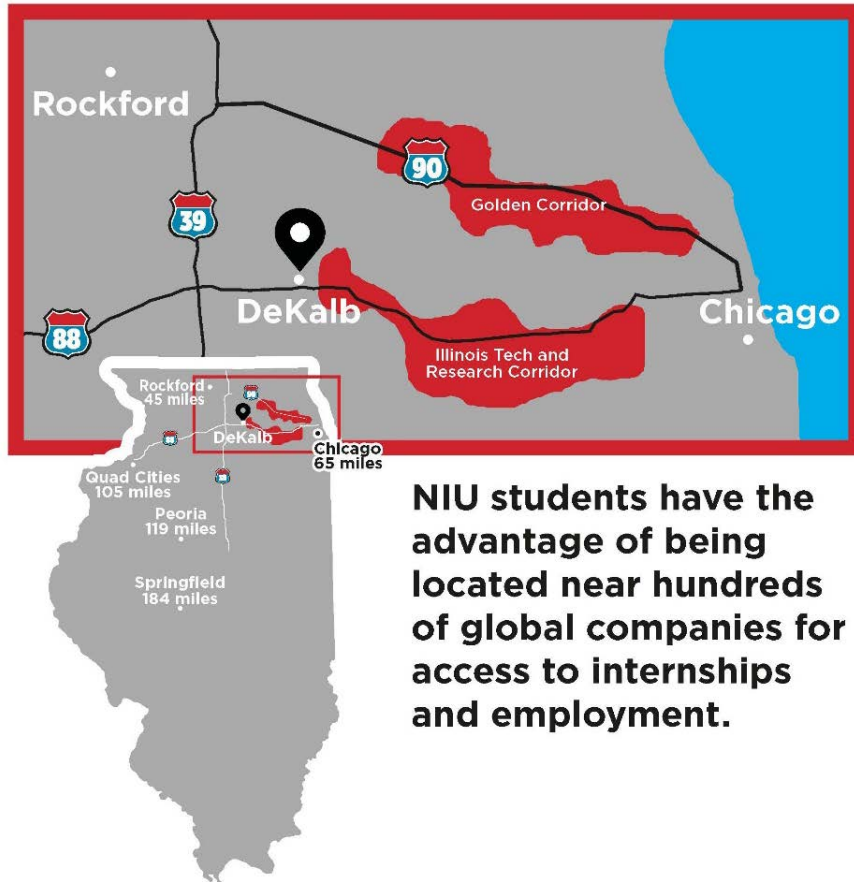 Rockford
90
Golden Corridor
39
DeKalb
Chicago
88
Illinois Tech and
Research Corridor
Rockford
45 miles
DeKalb
Chicago
65 miles
Quad Cities
105 miles
Peoria
119 miles
Springfield
184 miles
NIU students have the
advantage of being
located near hundreds
of global companies for
access to internships
and employment.